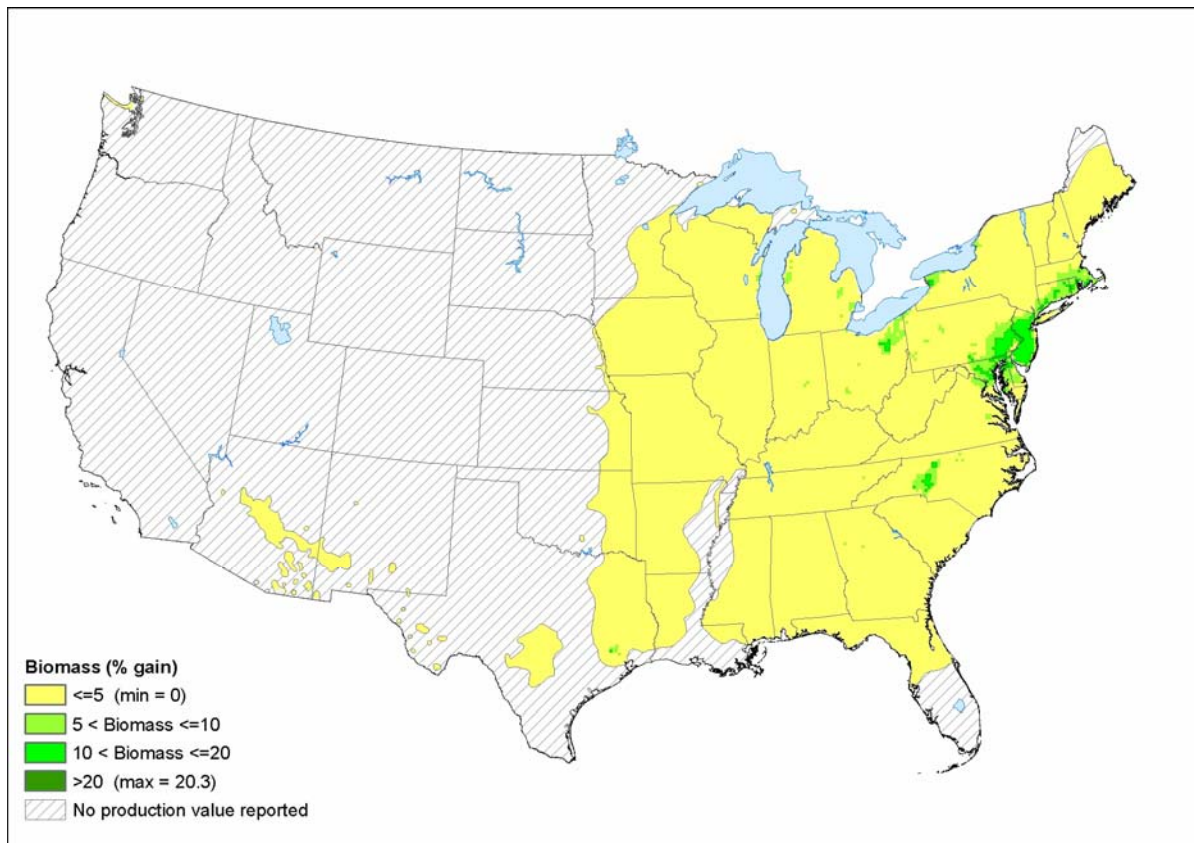 Biomass (% gain)
<=5 (min = 0)
5 < Biomass <=10
10 < Biomass <=20
>20 (max = 20.3)
No production value reported